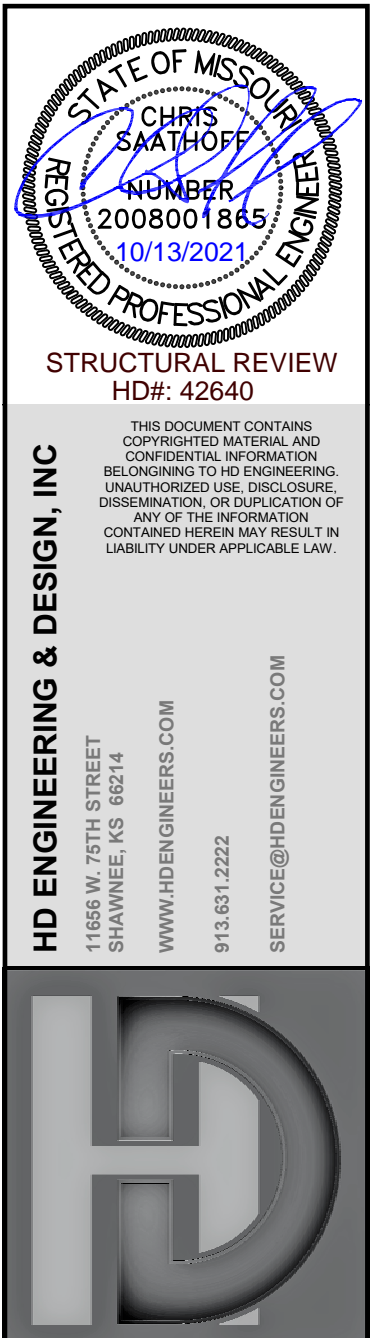 STATE OF MISSOURI
CHRIS
SAATHOFF
NUMBER
2008001865
10/13/2021
REGISTERED PROFESSIONAL ENGINEER
STRUCTURAL REVIEW
HD#: 42640
THIS DOCUMENT CONTAINS
COPYRIGHTED MATERIAL AND
CONFIDENTIAL INFORMATION
BELONGINING TO HD ENGINEERING.
UNAUTHORIZED USE, DISCLOSURE,
DISSEMINATION, OR DUPLICATION OF
ANY OF THE INFORMATION
CONTAINED HEREIN MAY RESULT IN
LIABILITY UNDER APPLICABLE LAW.
HD ENGINEERING & DESIGN, INC
11656 W. 75TH STREET
SHAWNEE, KS 66214
WWW.HDENGINEERS.COM
913.631.2222
SERVICE@HDENGINEERS.COM
HD